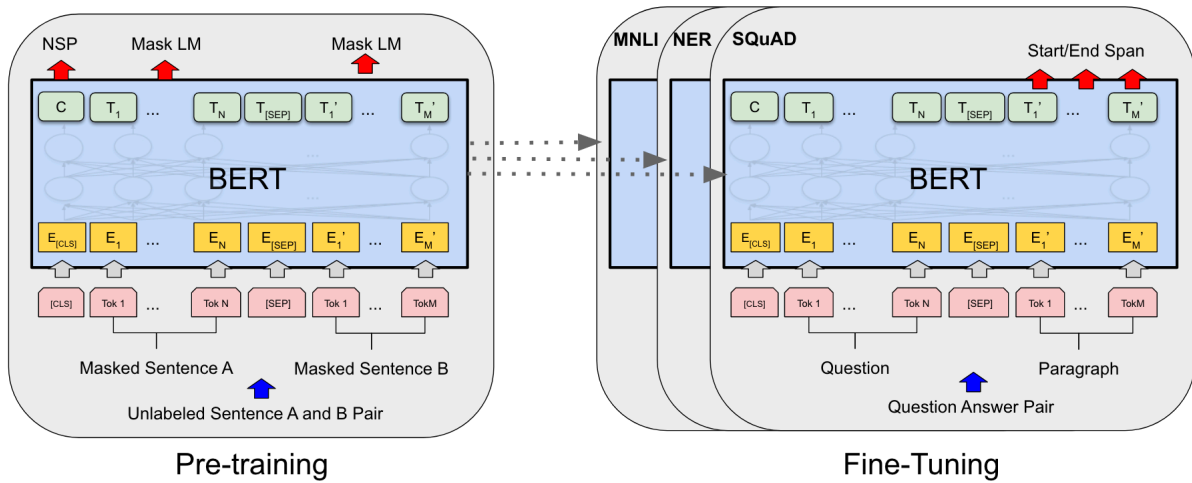 NSP Mask LM Mask LM
C T1 ... TN T[SEP] T1' ... TM'
...
BERT
...
E[CLS] E1 ... EN E[SEP] E1' ... EM'
[CLS] Tok 1 ... Tok N [SEP] Tok 1 ... TokM
Masked Sentence A Masked Sentence B
Unlabeled Sentence A and B Pair
Pre-training
MNLI NER SQuAD
Start/End Span
C T1 ... TN T[SEP] T1' ... TM'
...
BERT
...
E[CLS] E1 ... EN E[SEP] E1' ... EM'
[CLS] Tok 1 ... Tok N [SEP] Tok 1 ... TokM
Question Paragraph
Question Answer Pair
Fine-Tuning